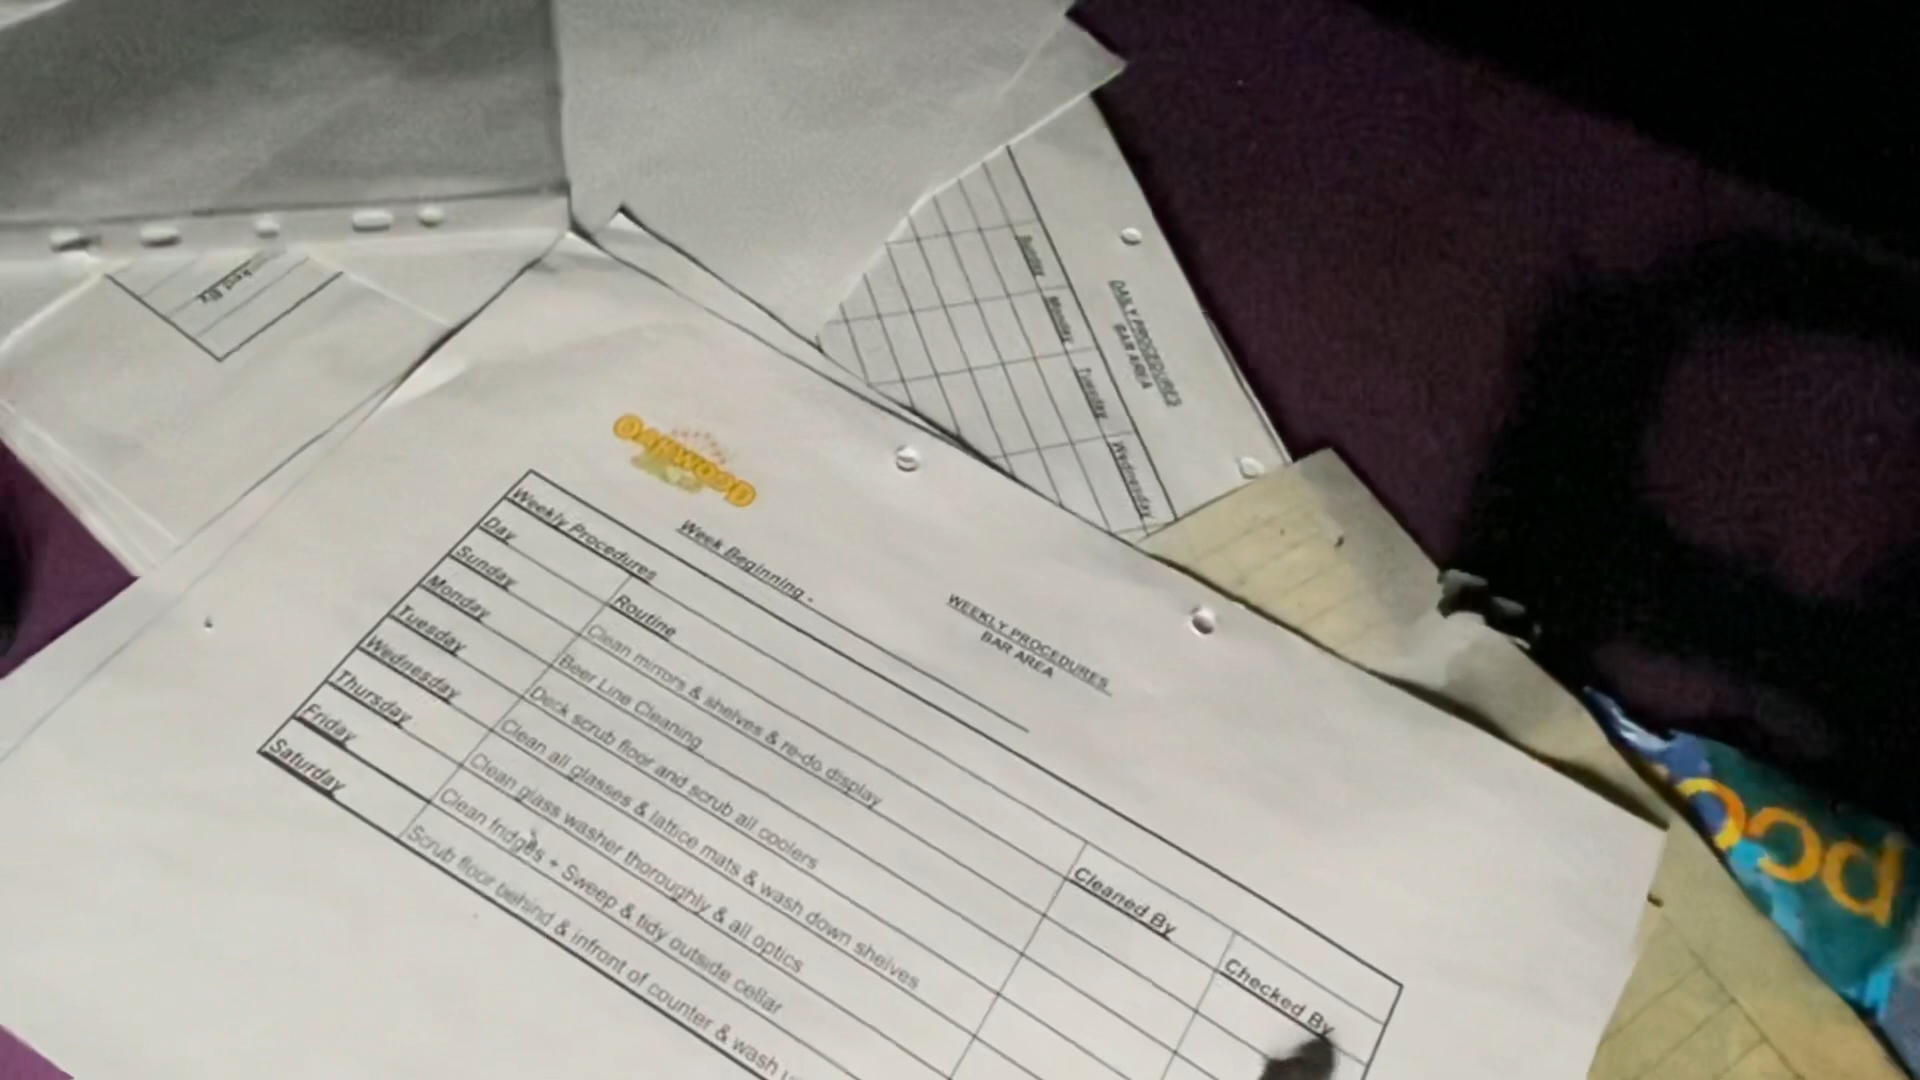 OAKWOOD
WEEKLY PROCEDURES
BAR AREA
Week Beginning -
Weekly Procedures
Day Routine Cleaned By Checked By
Sunday Clean mirrors & shelves & re-do display
Monday Beer Line Cleaning
Tuesday Deck scrub floor and scrub all coolers
Wednesday Clean all glasses & lattice mats & wash down shelves
Thursday Clean glass washer thoroughly & all optics
Friday Clean fridges + Sweep & tidy outside cellar
Saturday Scrub floor behind & infront of counter & wash
DAILY PROCEDURES
BAR AREA
Sunday Monday Tuesday Wednesday
By